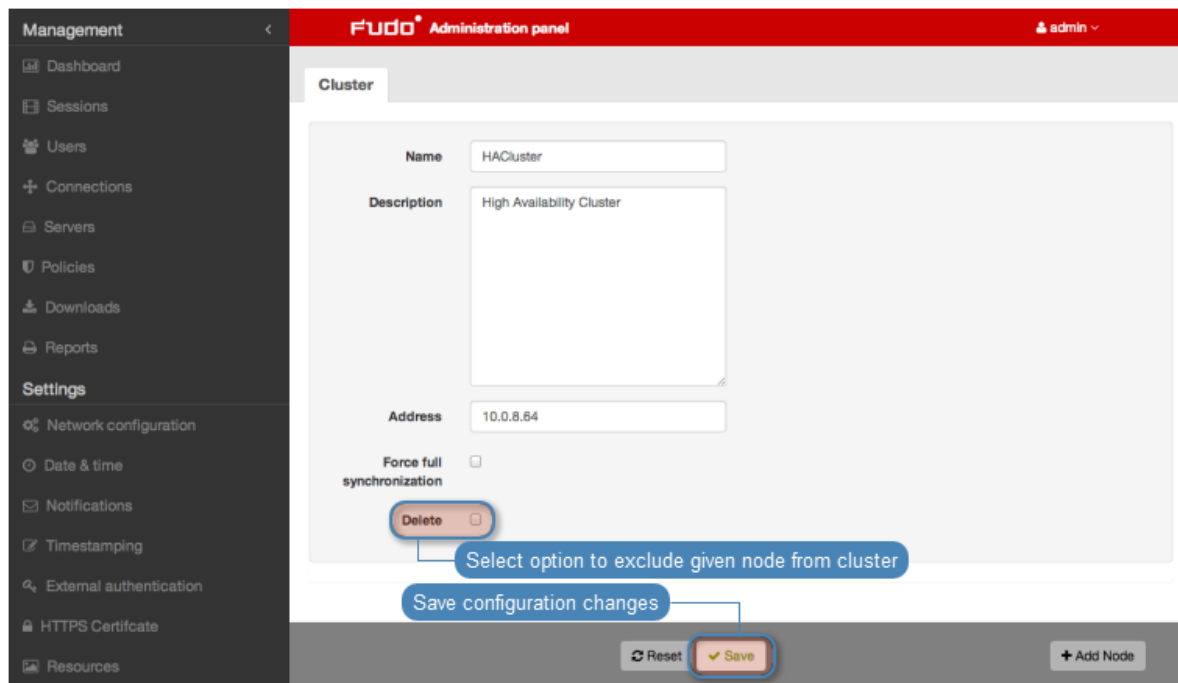 Management
FUDO Administration panel
admin
Dashboard
Sessions
Users
Connections
Servers
Policies
Downloads
Reports
Settings
Network configuration
Date & time
Notifications
Timestamping
External authentication
HTTPS Certifcate
Resources
Cluster
Name
HACluster
Description
High Availability Cluster
Address
10.0.8.64
Force full
synchronization
Delete
Select option to exclude given node from cluster
Save configuration changes
Reset
Save
Add Node